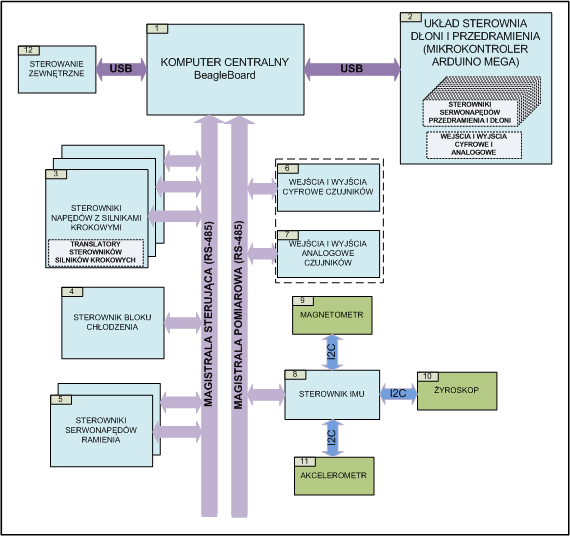 1
KOMPUTER CENTRALNY
BeagleBoard
2
UKŁAD STEROWNIA
DŁONI I PRZEDRAMIENIA
(MIKROKONTROLER
ARDUINO MEGA)
STEROWNIKI
SERWONAPĘDÓW
PRZEDRAMIENIA I DŁONI
WEJŚCIA I WYJŚCIA
CYFROWE I
ANALOGOWE
12
STEROWANIE
ZEWNĘTRZNE
USB
USB
3
STEROWNIKI
NAPĘDÓW Z SILNIKAMI
KROKOWYMI
TRANSLATORY
STEROWNIKÓW
SILNIKÓW KROKOWYCH
4
STEROWNIK BLOKU
CHŁODZENIA
5
STEROWNIKI
SERWONAPĘDÓW
RAMIENIA
MAGISTRALA STERUJĄCA (RS-485)
MAGISTRALA POMIAROWA (RS-485)
6
WEJŚCIA I WYJŚCIA
CYFROWE CZUJNIKÓW
7
WEJŚCIA I WYJŚCIA
ANALOGOWE
CZUJNIKÓW
9
MAGNETOMETR
I2C
8
STEROWNIK IMU
I2C
10
ŻYROSKOP
I2C
11
AKCELEROMETR